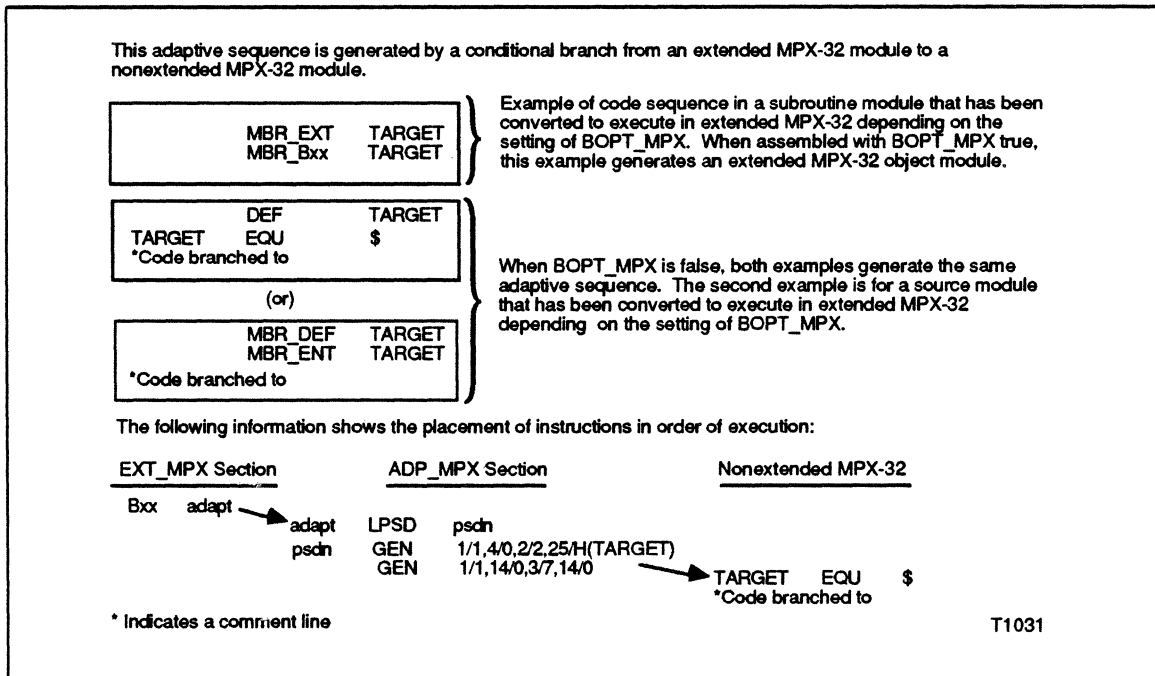 This adaptive sequence is generated by a conditional branch from an extended MPX-32 module to a
nonextended MPX-32 module.
MBR_EXT TARGET
MBR_Bxx TARGET
Example of code sequence in a subroutine module that has been
converted to execute in extended MPX-32 depending on the
setting of BOPT_MPX. When assembled with BOPT_MPX true,
this example generates an extended MPX-32 object module.
DEF TARGET
TARGET EQU $
*Code branched to
(or)
MBR_DEF TARGET
MBR_ENT TARGET
*Code branched to
When BOPT_MPX is false, both examples generate the same
adaptive sequence. The second example is for a source module
that has been converted to execute in extended MPX-32
depending on the setting of BOPT_MPX.
The following information shows the placement of instructions in order of execution:
EXT_MPX Section ADP_MPX Section Nonextended MPX-32
Bxx adapt
adapt LPSD psdn
psdn GEN 1/1,4/0,2/2,25/H(TARGET)
GEN 1/1,14/0,3/7,14/0
TARGET EQU $
*Code branched to
* Indicates a comment line
T1031